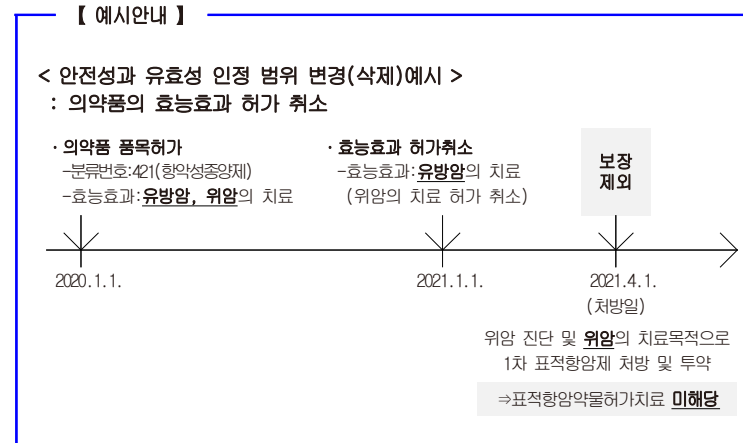 【 예시안내 】
< 안전성과 유효성 인정 범위 변경(삭제)예시 >
: 의약품의 효능효과 허가 취소
· 의약품 품목허가
-분류번호:421(항악성종양제)
-효능효과:유방암, 위암의 치료
· 효능효과 허가취소
-효능효과:유방암의 치료
(위암의 치료 허가 취소)
보장
제외
2020.1.1.
2021.1.1.
2021.4.1.
(처방일)
위암 진단 및 위암의 치료목적으로
1차 표적항암제 처방 및 투약
⇒표적항암약물허가치료 미해당